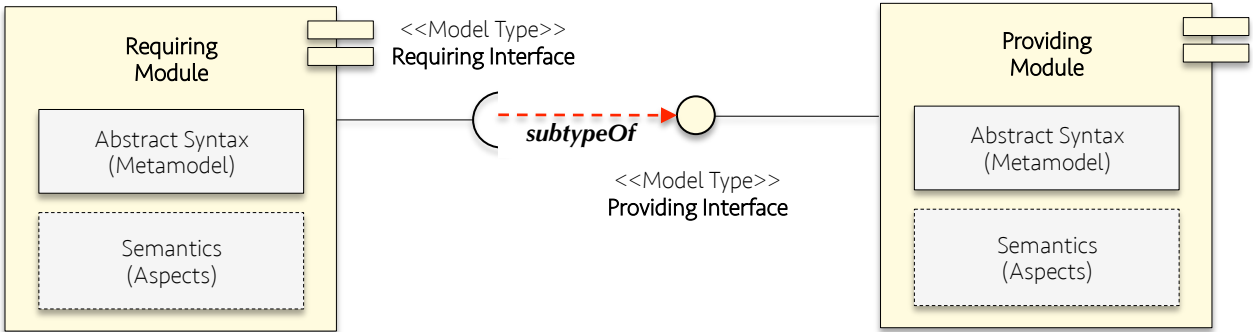 Requiring
Module
Abstract Syntax
(Metamodel)
Semantics
(Aspects)
<<Model Type>>
Requiring Interface
subtypeOf
<<Model Type>>
Providing Interface
Providing
Module
Abstract Syntax
(Metamodel)
Semantics
(Aspects)